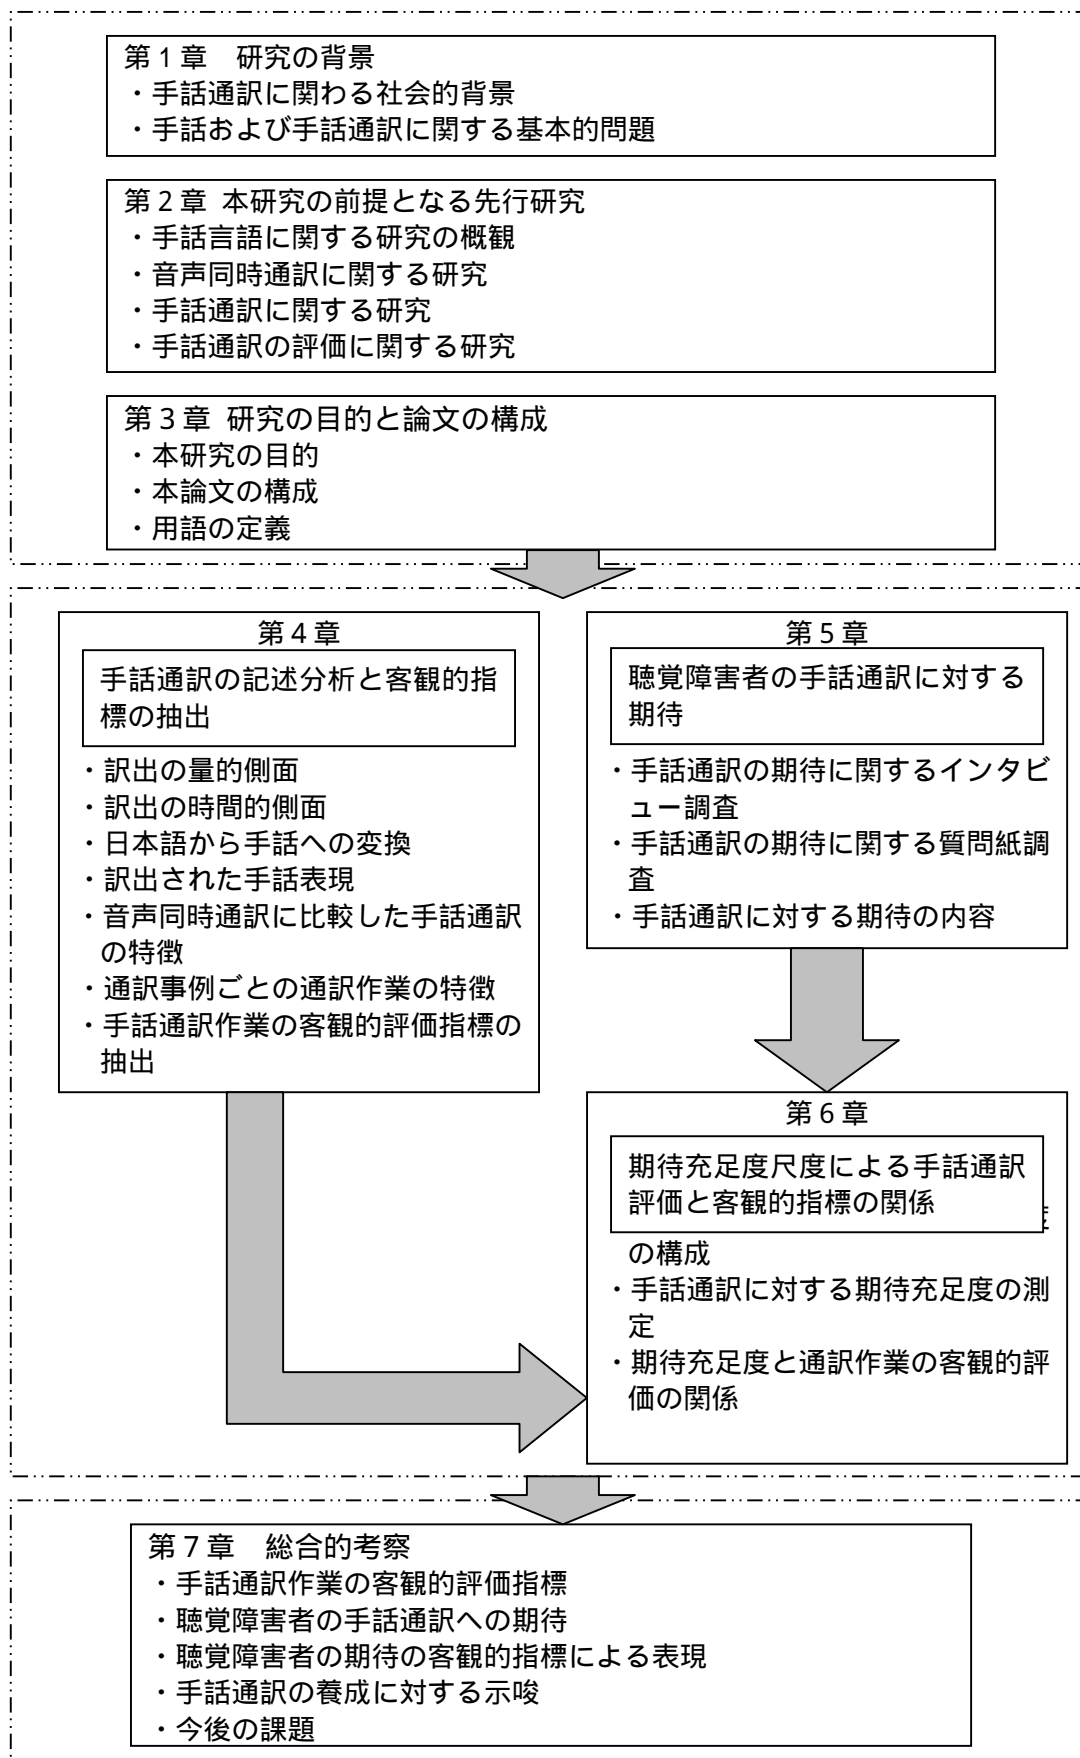 第1章　研究の背景
・手話通訳に関わる社会的背景
・手話および手話通訳に関する基本的問題
第2章 本研究の前提となる先行研究
・手話言語に関する研究の概観
・音声同時通訳に関する研究
・手話通訳に関する研究
・手話通訳の評価に関する研究
第3章 研究の目的と論文の構成
・本研究の目的
・本論文の構成
・用語の定義
第4章
手話通訳の記述分析と客観的指
標の抽出
・訳出の量的側面
・訳出の時間的側面
・日本語から手話への変換
・訳出された手話表現
・音声同時通訳に比較した手話通訳
の特徴
・通訳事例ごとの通訳作業の特徴
・手話通訳作業の客観的評価指標の
抽出
第5章
聴覚障害者の手話通訳に対する
期待
・手話通訳の期待に関するインタビ
ュー調査
・手話通訳の期待に関する質問紙調
査
・手話通訳に対する期待の内容
第6章
期待充足度尺度による手話通訳
評価と客観的指標の関係
の構成
・手話通訳に対する期待充足度の測
定
・期待充足度と通訳作業の客観的評
価の関係
第7章　総合的考察
・手話通訳作業の客観的評価指標
・聴覚障害者の手話通訳への期待
・聴覚障害者の期待の客観的指標による表現
・手話通訳の養成に対する示唆
・今後の課題